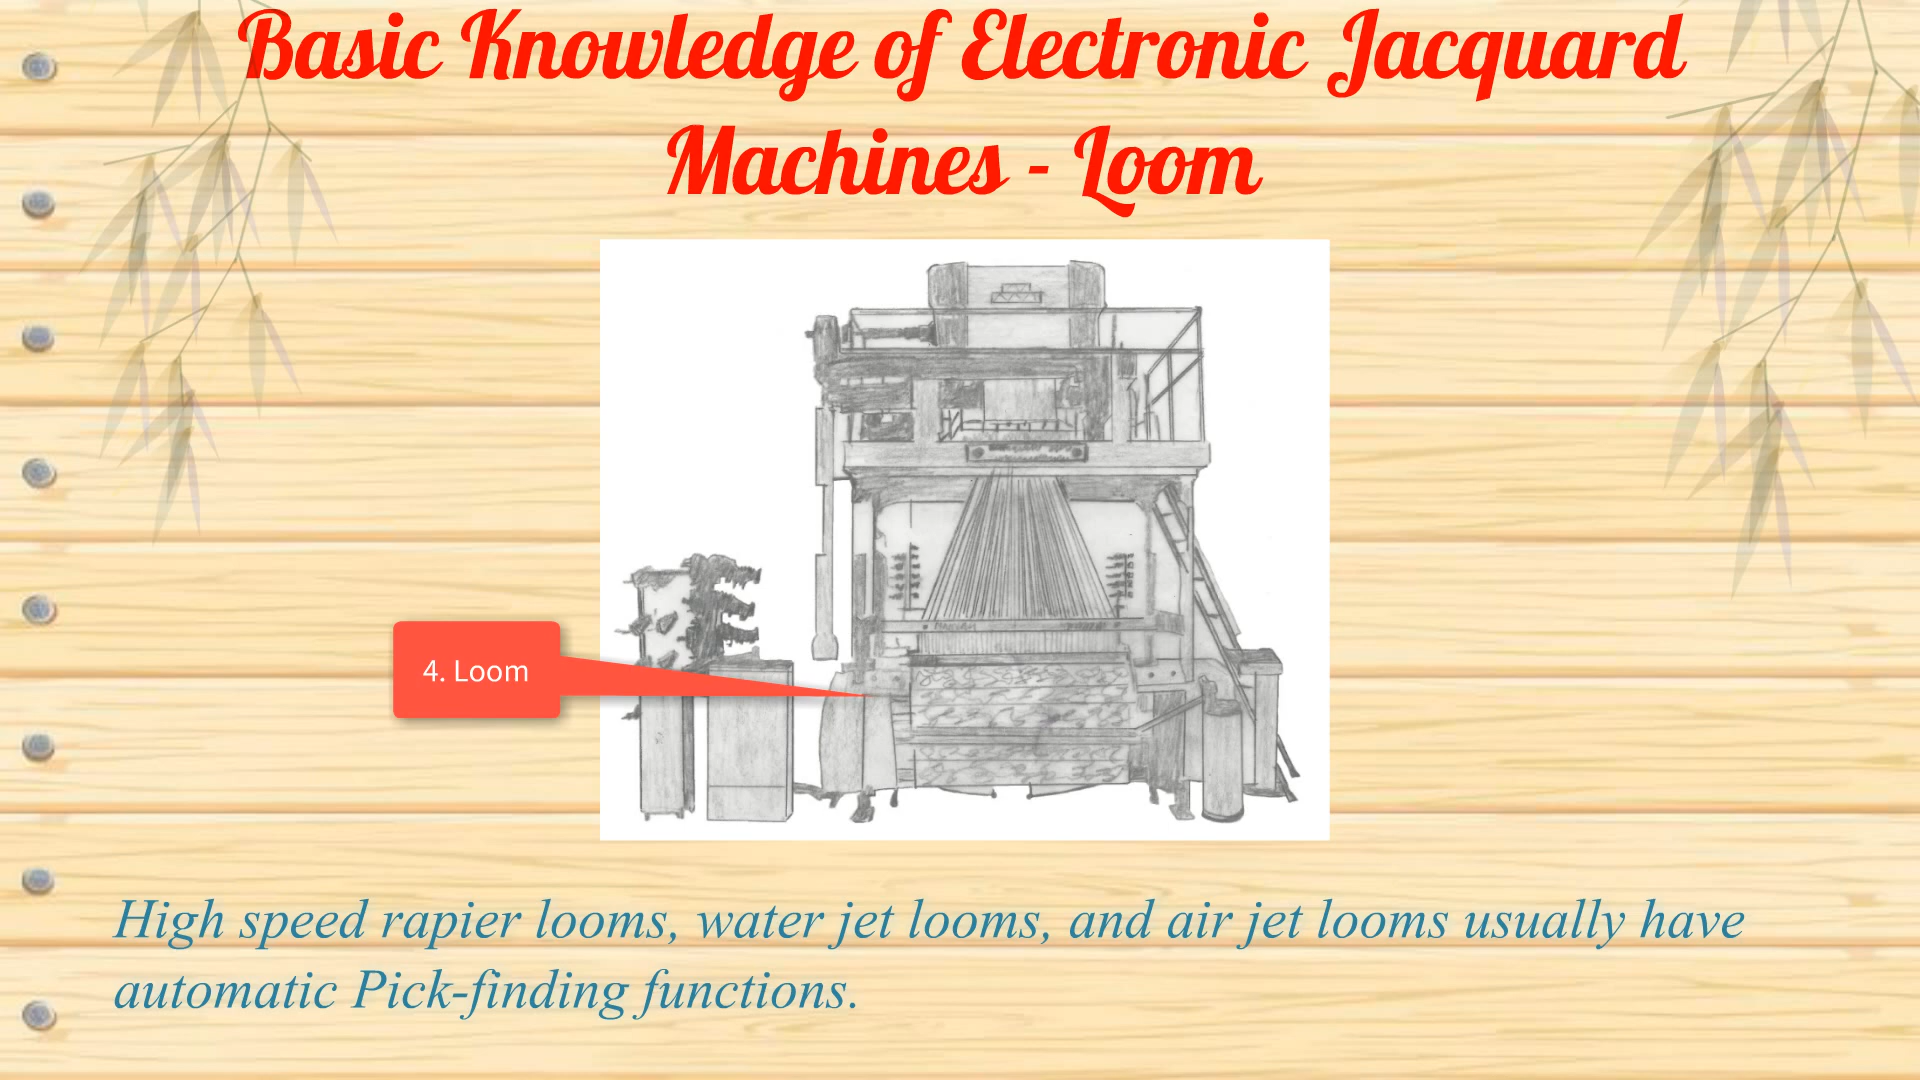 Basic Knowledge of Electronic Jacquard
Machines - Loom
4. Loom
High speed rapier looms, water jet looms, and air jet looms usually have
automatic Pick-finding functions.